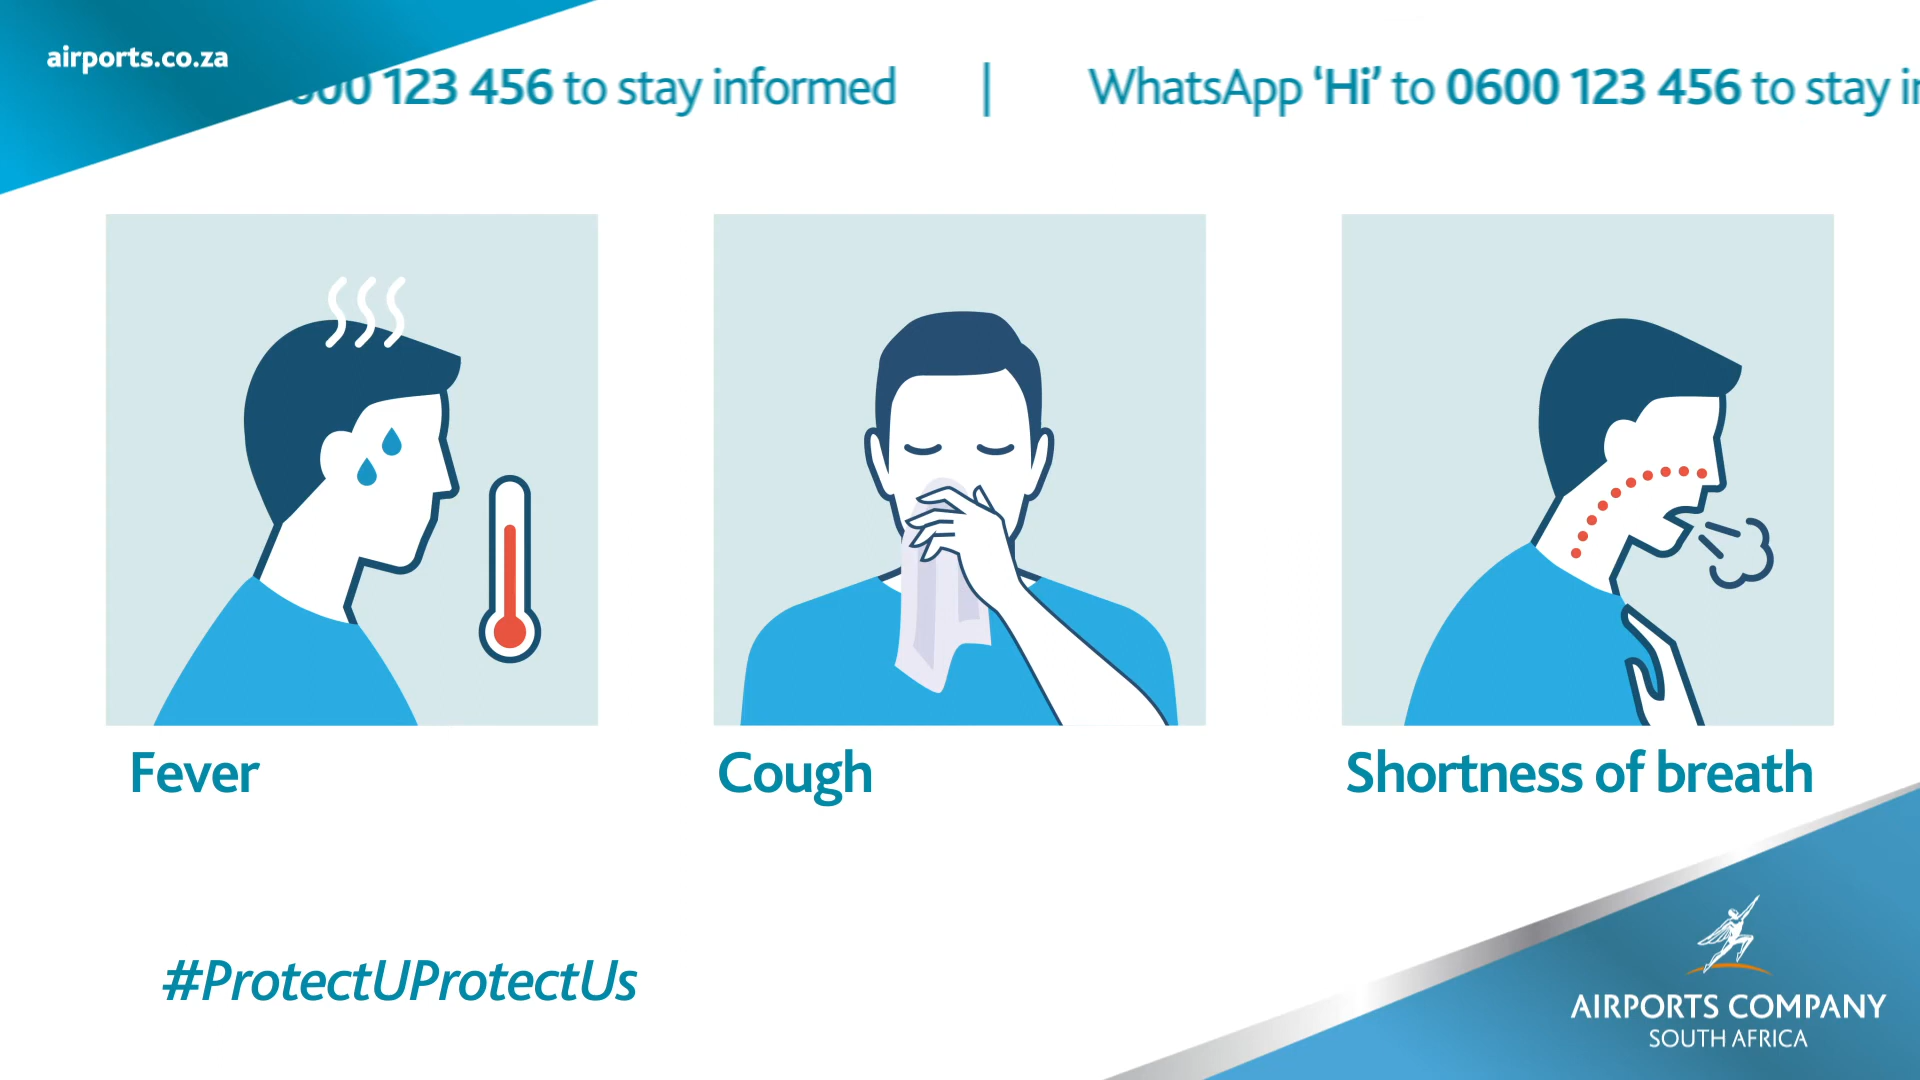 airports.co.za
123 456 to stay informed | WhatsApp ‘Hi’ to 0600 123 456 to stay
Fever
Cough
Shortness of breath
#ProtectUProtectUs
AIRPORTS COMPANY
SOUTH AFRICA